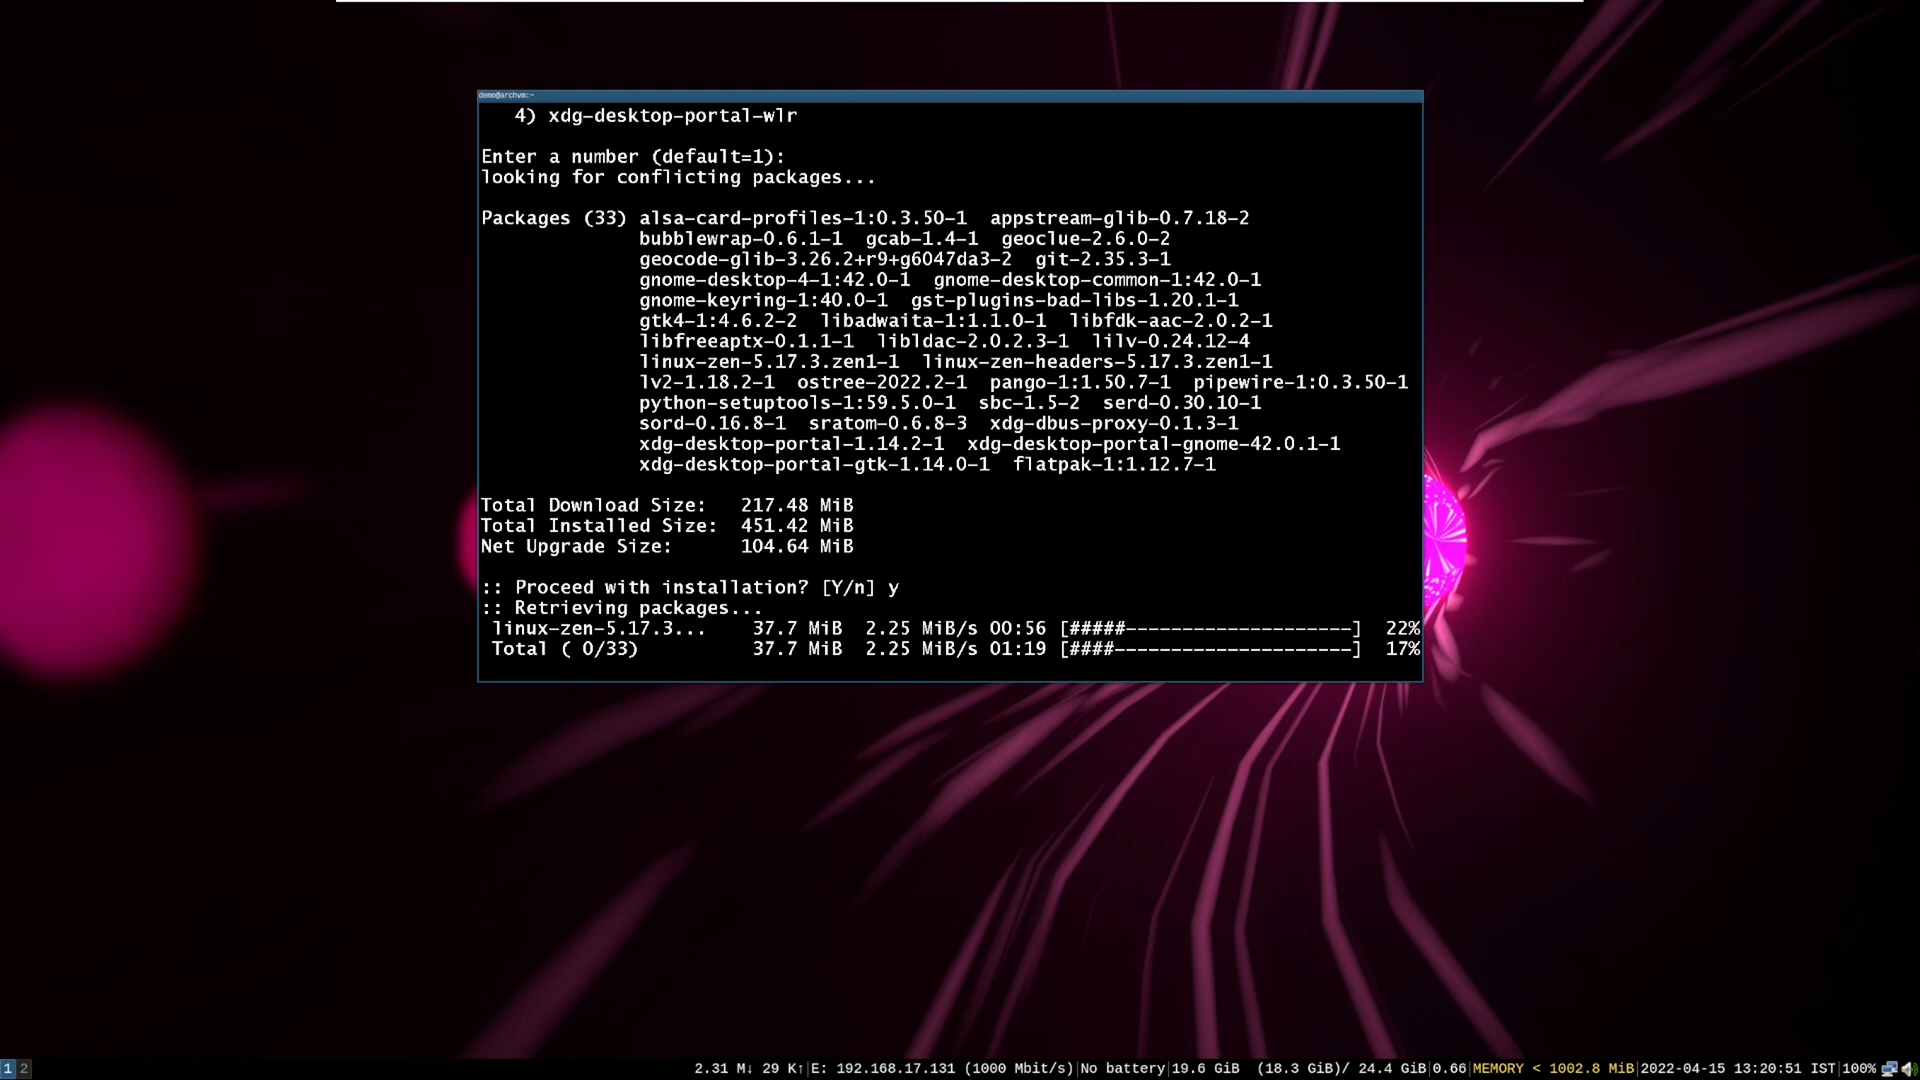 demo@archvm:~
4) xdg-desktop-portal-wlr
Enter a number (default=1):
looking for conflicting packages...
Packages (33) alsa-card-profiles-1:0.3.50-1 appstream-glib-0.7.18-2
bubblewrap-0.6.1-1 gcab-1.4-1 geoclue-2.6.0-2
geocode-glib-3.26.2+r9+g6047da3-2 git-2.35.3-1
gnome-desktop-4-1:42.0-1 gnome-desktop-common-1:42.0-1
gnome-keyring-1:40.0-1 gst-plugins-bad-libs-1.20.1-1
gtk4-1:4.6.2-2 libadwaita-1:1.1.0-1 libfdk-aac-2.0.2-1
libfreeaptx-0.1.1-1 libldac-2.0.2.3-1 lilv-0.24.12-4
linux-zen-5.17.3.zen1-1 linux-zen-headers-5.17.3.zen1-1
lv2-1.18.2-1 ostree-2022.2-1 pango-1:1.50.7-1 pipewire-1:0.3.50-1
python-setuptools-1:59.5.0-1 sbc-1.5-2 serd-0.30.10-1
sord-0.16.8-1 sratom-0.6.8-3 xdg-dbus-proxy-0.1.3-1
xdg-desktop-portal-1.14.2-1 xdg-desktop-portal-gnome-42.0.1-1
xdg-desktop-portal-gtk-1.14.0-1 flatpak-1:1.12.7-1
Total Download Size: 217.48 MiB
Total Installed Size: 451.42 MiB
Net Upgrade Size: 104.64 MiB
:: Proceed with installation? [Y/n] y
:: Retrieving packages...
linux-zen-5.17.3... 37.7 MiB 2.25 MiB/s 00:56 [#####--------------------] 22%
Total ( 0/33) 37.7 MiB 2.25 MiB/s 01:19 [####---------------------] 17%
1 2 2.31 M↓ 29 K↑|E: 192.168.17.131 (1000 Mbit/s)|No battery|19.6 GiB (18.3 GiB)/ 24.4 GiB|0.66|MEMORY < 1002.8 MiB|2022-04-15 13:20:51 IST|100%